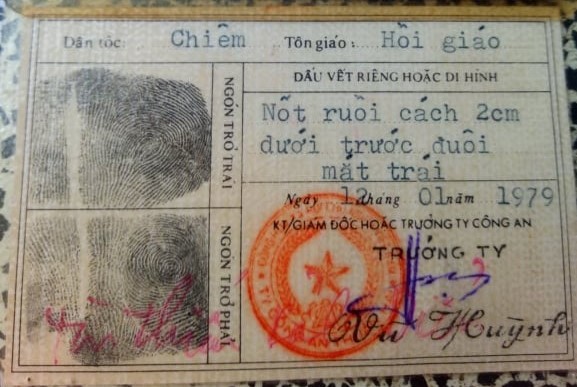 Dân tộc: Chiêm Tôn giáo: Hồi giáo
DẤU VẾT RIÊNG HOẶC DỊ HÌNH
NGÓN TRỎ TRÁI
Nốt ruồi cách 2cm
dưới trước đuôi
mắt trái
Ngày 12 tháng 01 năm 1979
KT/GIÁM ĐỐC HOẶC TRƯỞNG TY CÔNG AN
TRƯỞNG TY
NGÓN TRỎ PHẢI
Vũ Huỳnh